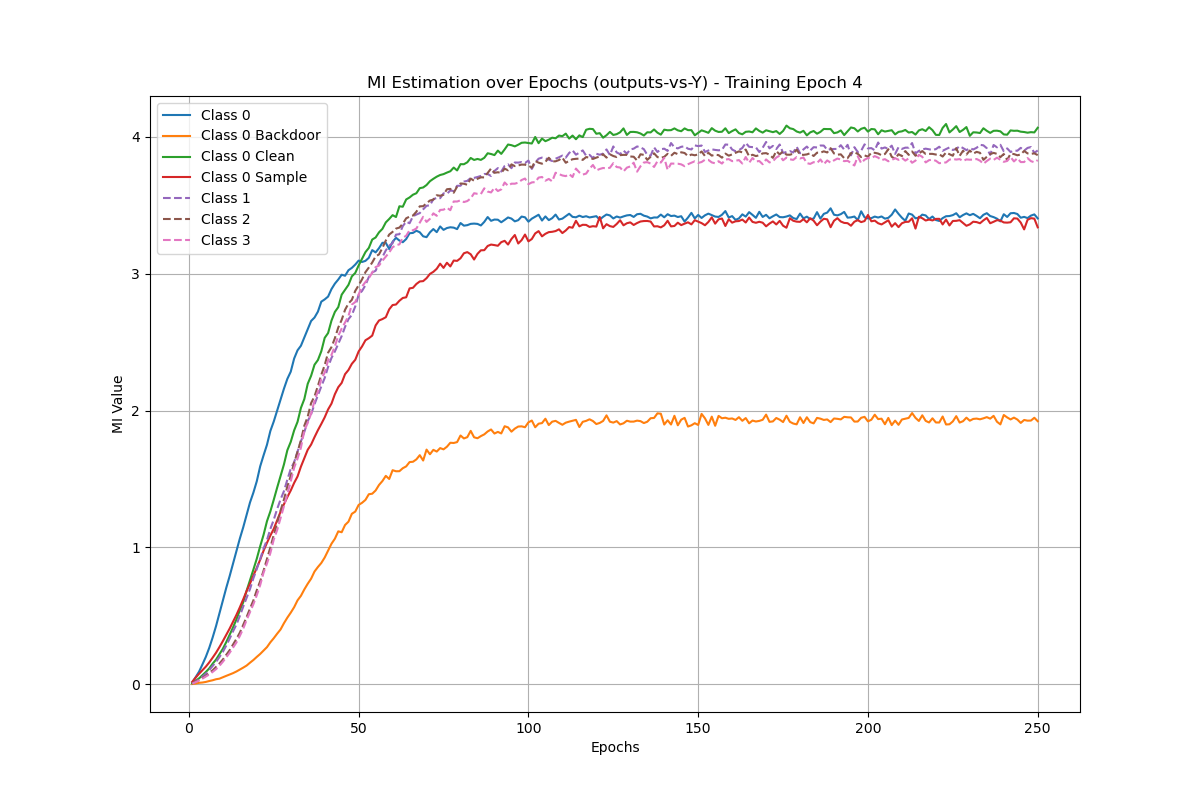 MI Estimation over Epochs (outputs-vs-Y) - Training Epoch 4
Class 0
Class 0 Backdoor
Class 0 Clean
Class 0 Sample
Class 1
Class 2
Class 3
MI Value
4
3
2
1
0
0 50 100 150 200 250
Epochs